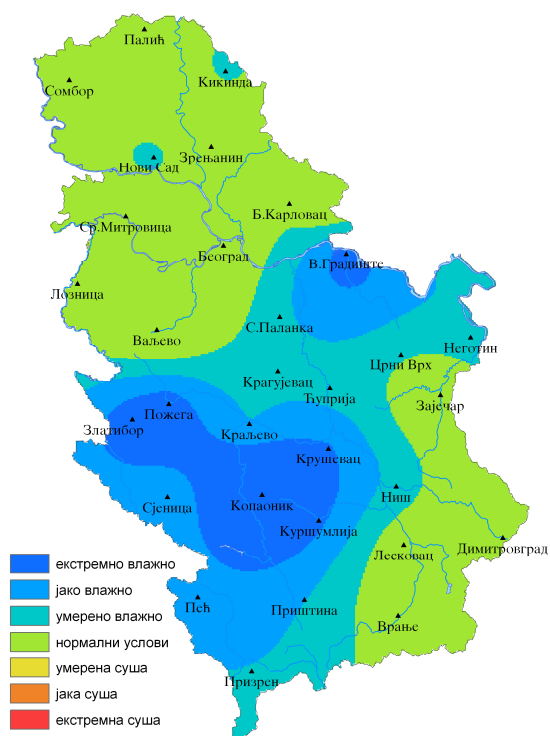 Палић
Сомбор
Кикинда
Нови Сад
Зрењанин
Б.Карловац
Ср.Митровица
Београд
В.Градиште
Лозница
С.Паланка
Ваљево
Неготин
Црни Врх
Крагујевац
Ћуприја
Зајечар
Пожега
Златибор
Краљево
Крушевац
Ниш
Сјеница
Копаоник
Куршумлија
Димитровград
Лесковац
Пећ
Приштина
Врање
Призрен
екстремно влажно
јако влажно
умерено влажно
нормални услови
умерена суша
јака суша
екстремна суша